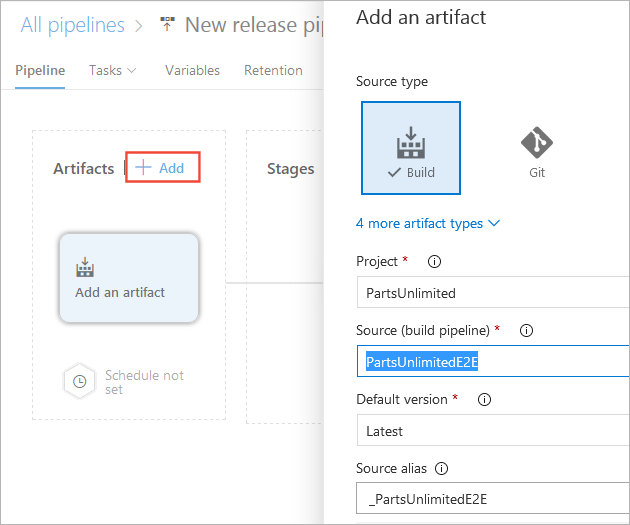 All pipelines > New release pip
Pipeline Tasks Variables Retention
Artifacts | + Add
Stages
Add an artifact
Schedule not
set
Add an artifact
Source type
Build
Git
4 more artifact types
Project *
PartsUnlimited
Source (build pipeline) *
PartsUnlimitedE2E
Default version *
Latest
Source alias
_PartsUnlimitedE2E